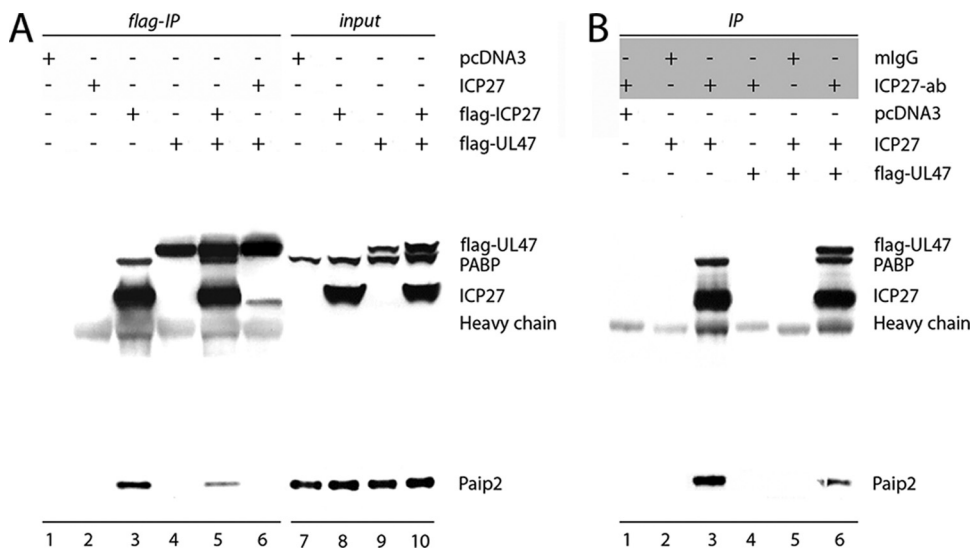 A
flag-IP input
+ - - - - - + - - - pcDNA3
- + - - - + - - - - ICP27
- - + - + - - + - + flag-ICP27
- - - + + + - - + + flag-UL47
flag-UL47
PABP
ICP27
Heavy chain
Paip2
1 2 3 4 5 6 7 8 9 10
B
IP
- + - - + - mIgG
+ - + + - + ICP27-ab
+ - - - - - pcDNA3
- + + - + + ICP27
- - - + + + flag-UL47
flag-UL47
PABP
ICP27
Heavy chain
Paip2
1 2 3 4 5 6